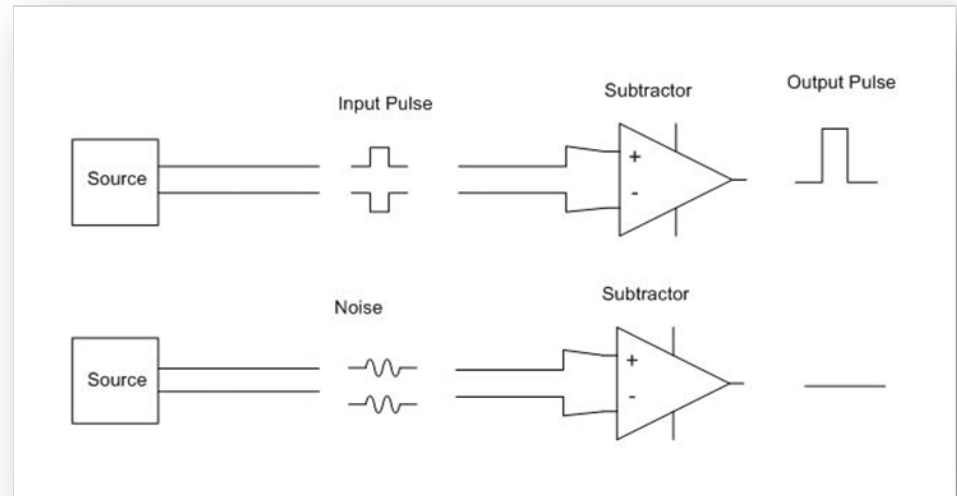 Output Pulse
Subtractor
Input Pulse
+
Source
-
Subtractor
Noise
+
Source
-